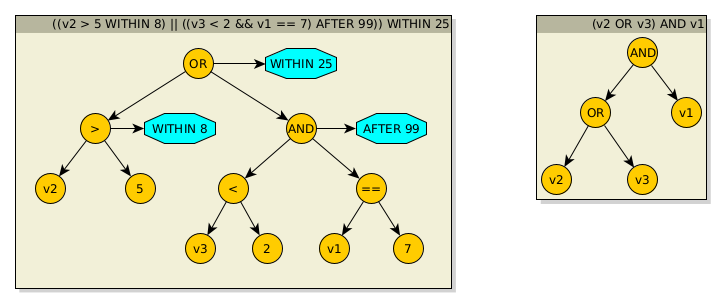 ((v2 > 5 WITHIN 8) || ((v3 < 2 && v1 == 7) AFTER 99)) WITHIN 25
OR
WITHIN 25
>
WITHIN 8
AND
AFTER 99
v2
5
<
==
v3
2
v1
7
(v2 OR v3) AND v1
AND
OR
v1
v2
v3